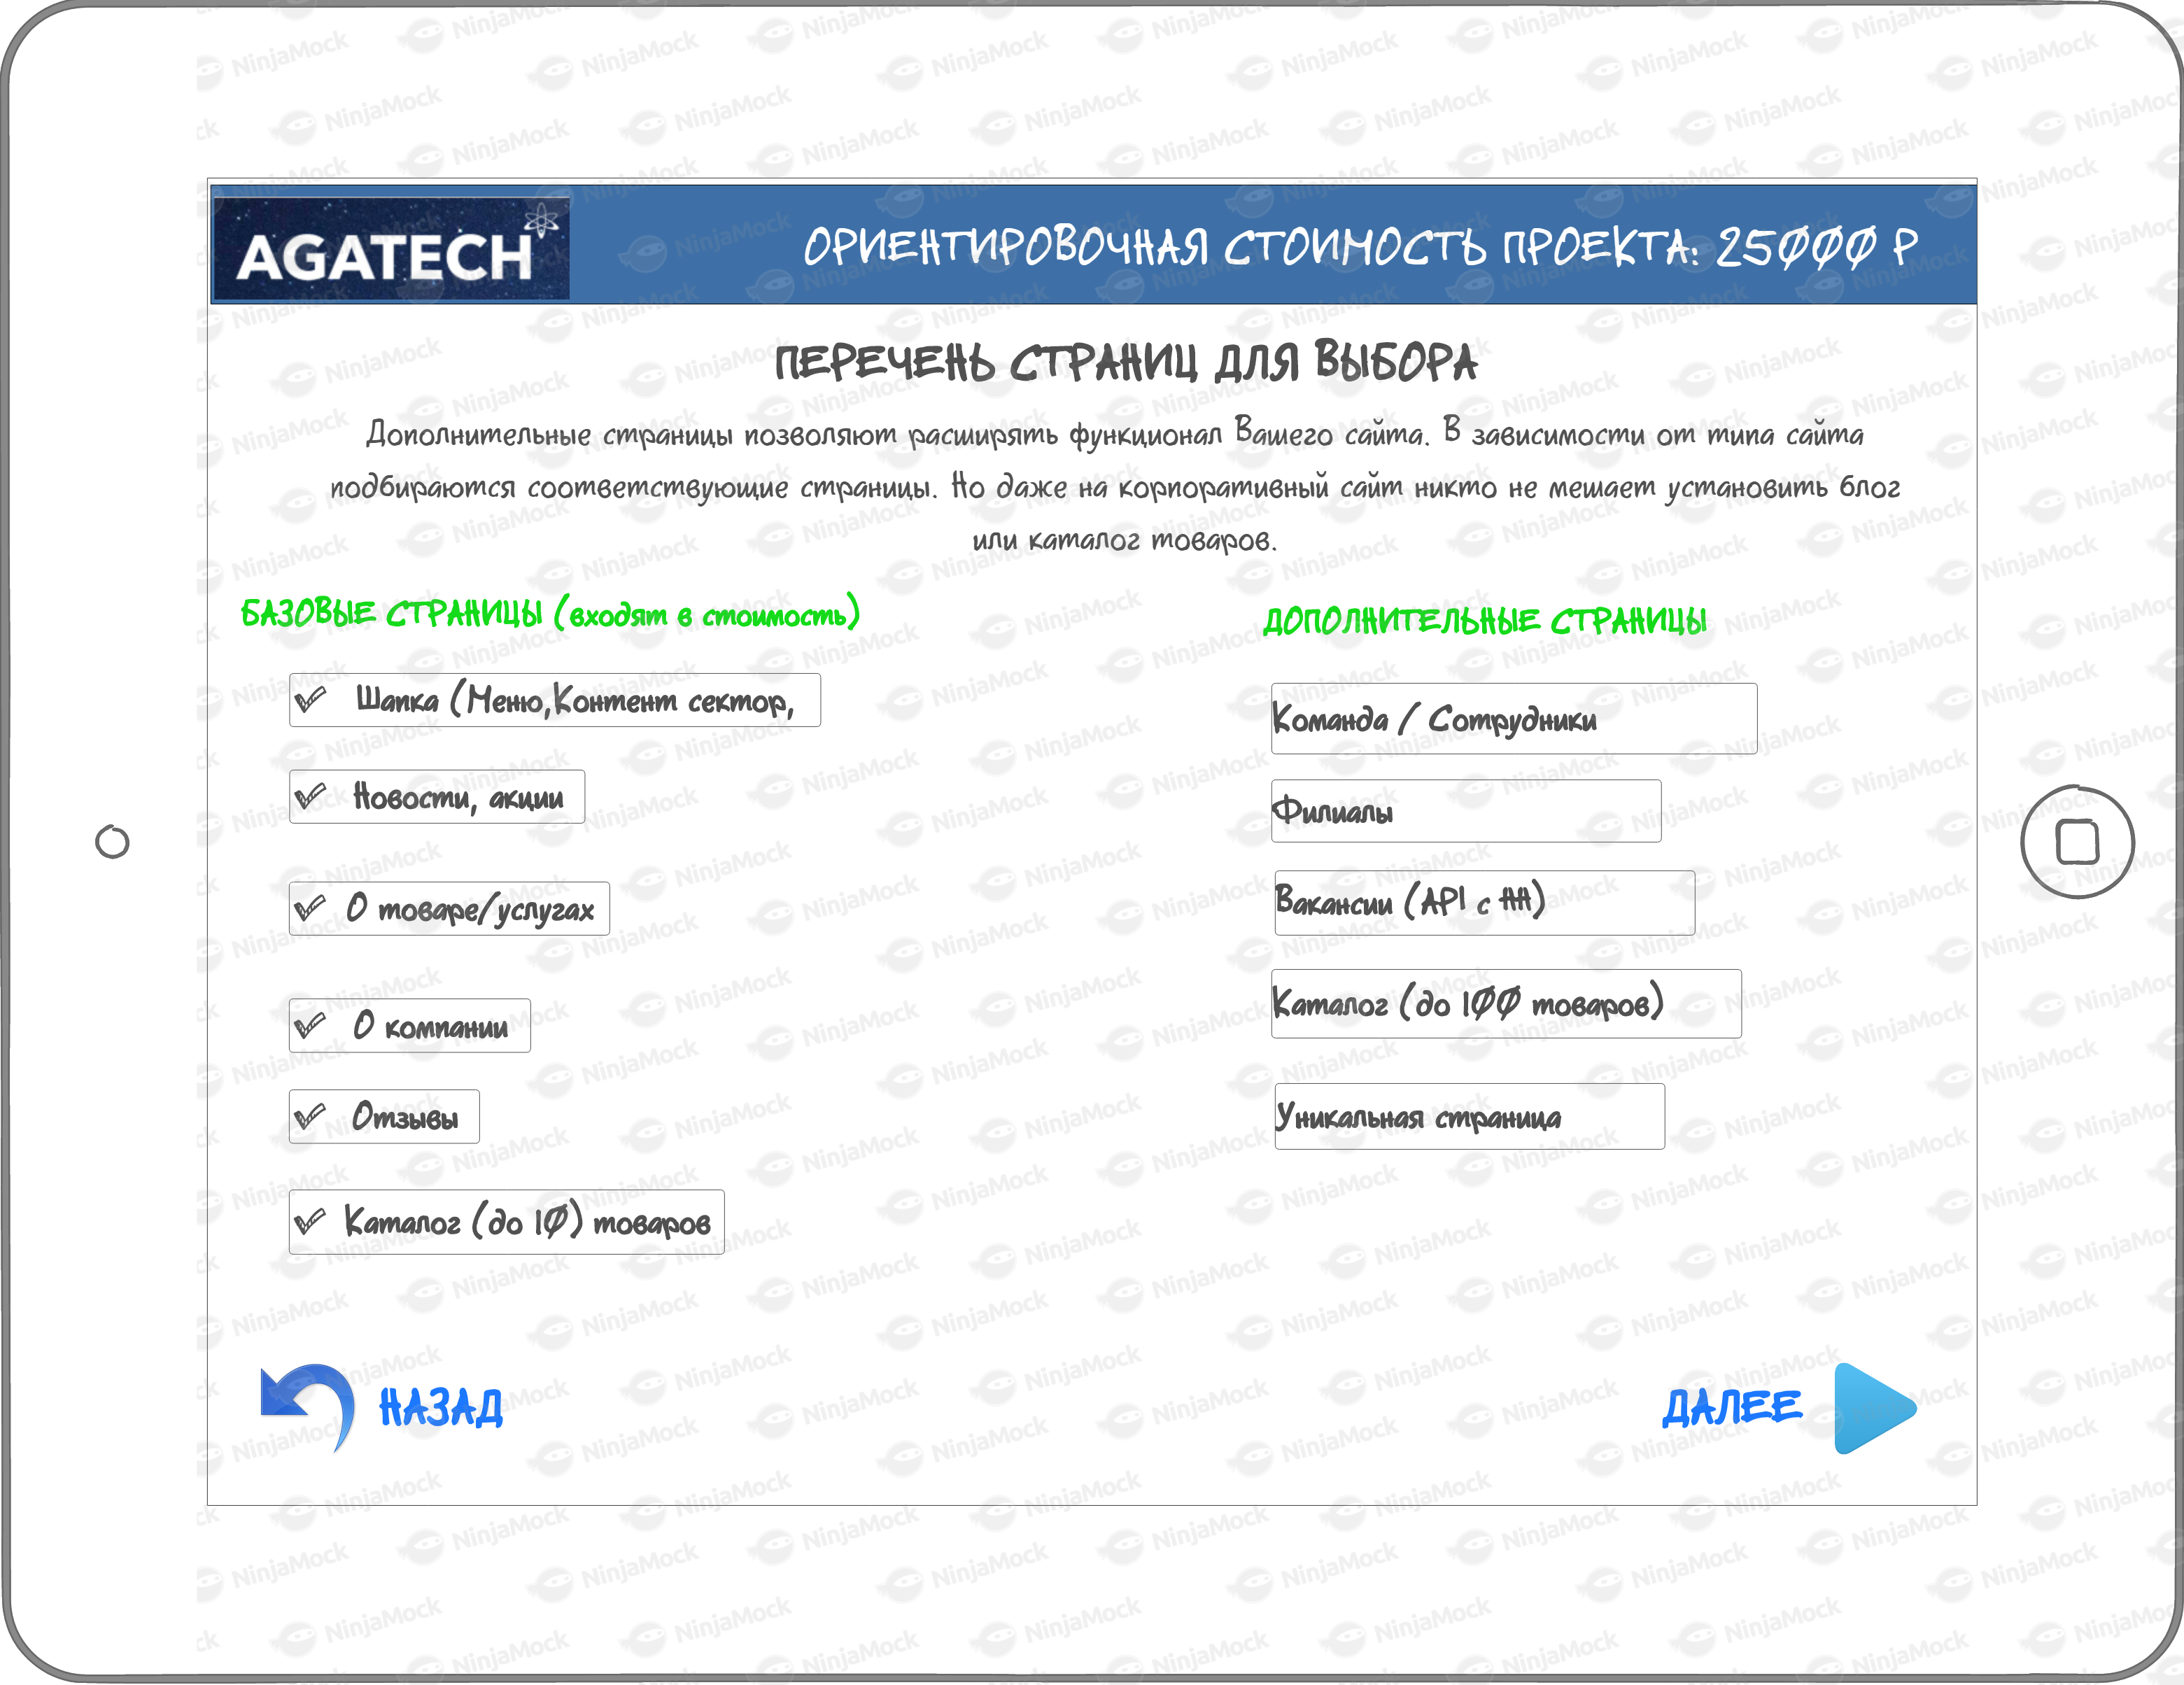 AGATECH
ОРИЕНТИРОВОЧНАЯ СТОИМОСТЬ ПРОЕКТА: 25000 Р
ПЕРЕЧЕНЬ СТРАНИЦ ДЛЯ ВЫБОРА
Дополнительные страницы позволяют расширять функционал Вашего сайта. В зависимости от типа сайта
подбираются соответствующие страницы. Но даже на корпоративный сайт никто не мешает установить блог
или каталог товаров.
БАЗОВЫЕ СТРАНИЦЫ (входят в стоимость)
Шапка (Меню,Контент сектор,
Новости, акции
О товаре/услугах
О компании
Отзывы
Каталог (до 10) товаров
ДОПОЛНИТЕЛЬНЫЕ СТРАНИЦЫ
Команда / Сотрудники
Филиалы
Вакансии (API с HH)
Каталог (до 100 товаров)
Уникальная страница
НАЗАД
ДАЛЕЕ
NinjaMock